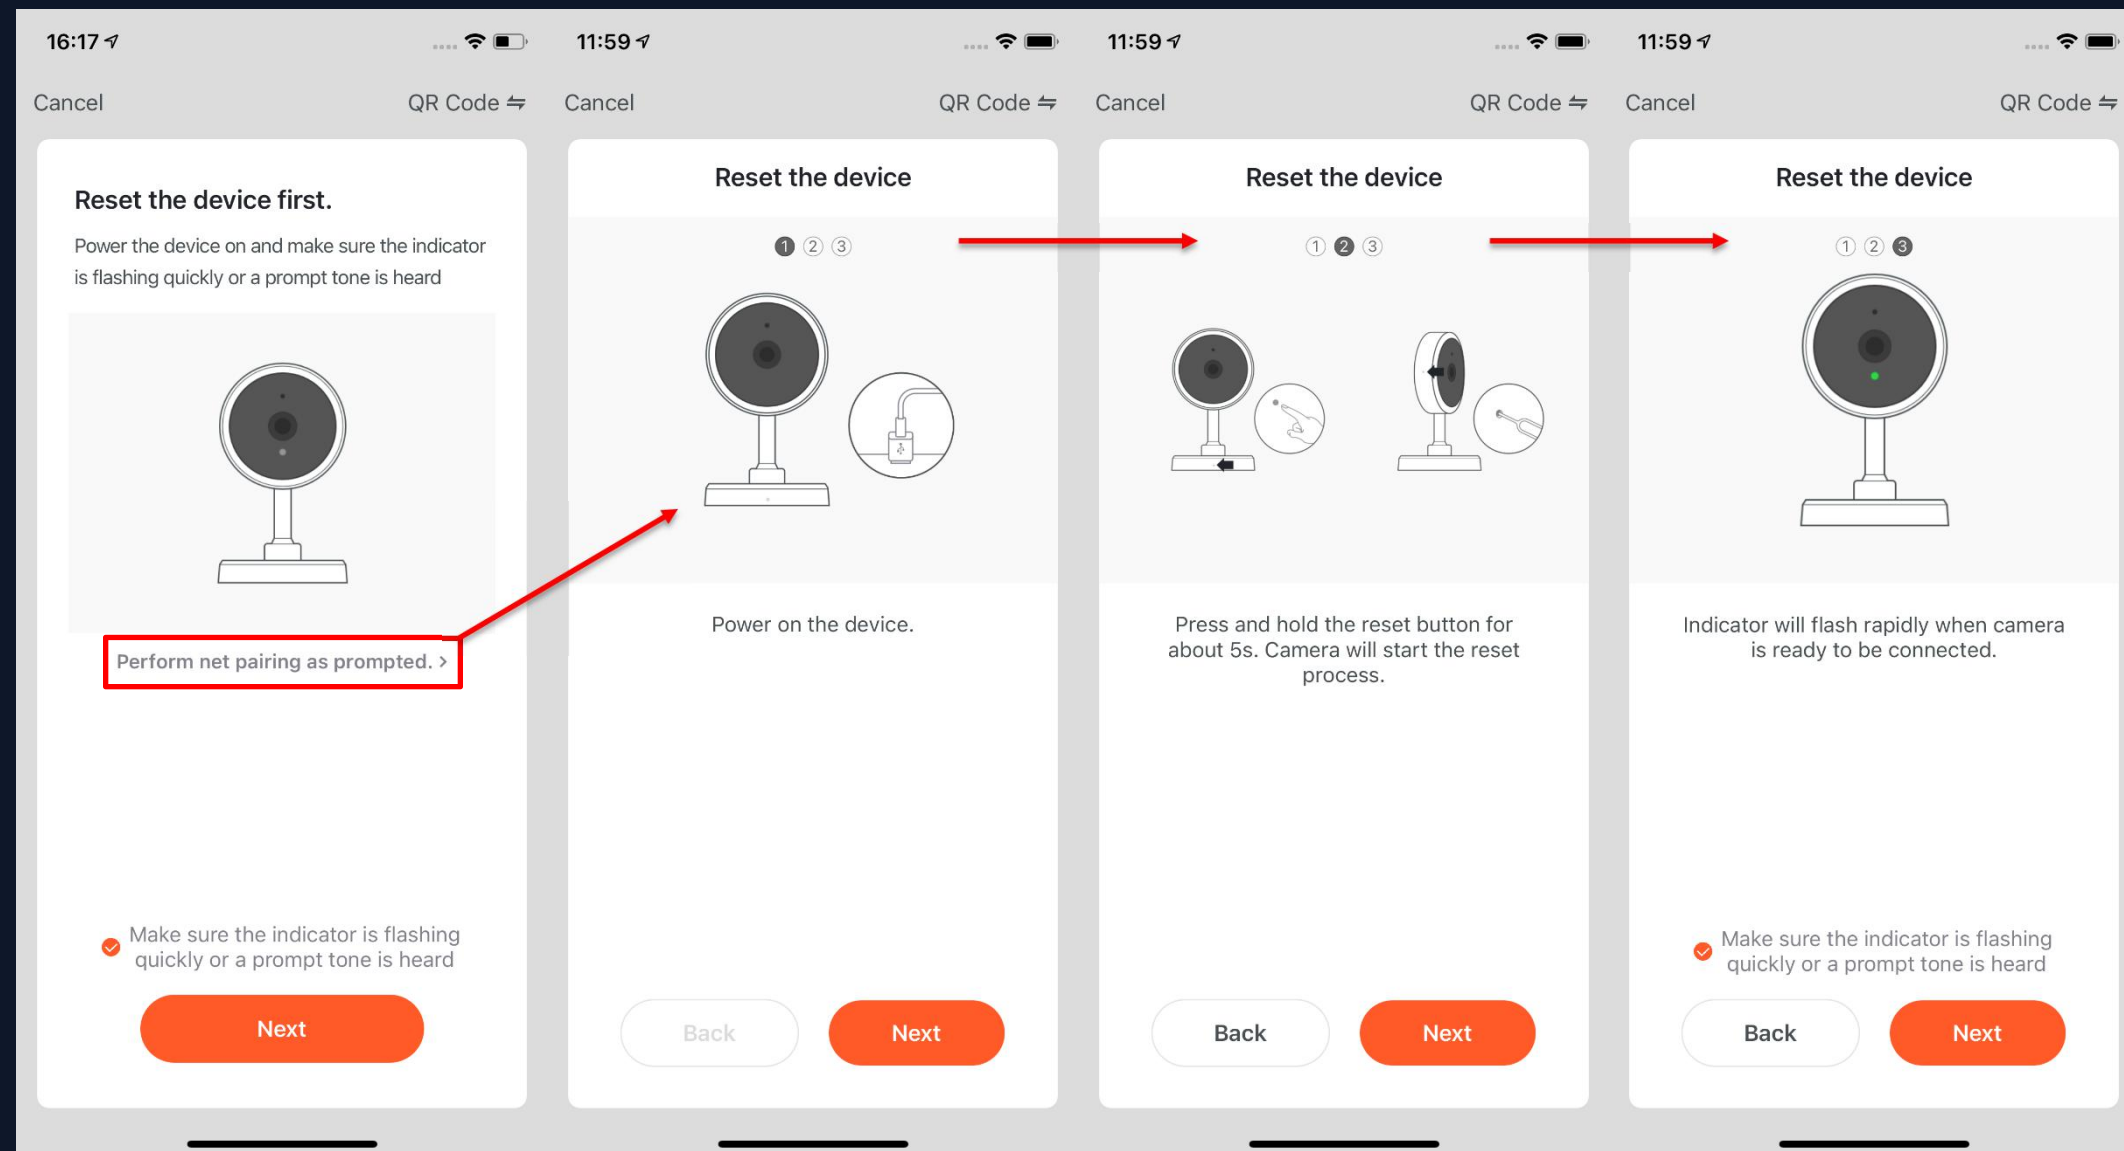 16:17
Cancel
QR Code
Reset the device first.
Power the device on and make sure the indicator
is flashing quickly or a prompt tone is heard
Perform net pairing as prompted. >
Make sure the indicator is flashing
quickly or a prompt tone is heard
Next
11:59
Cancel
QR Code
Reset the device
1 2 3
Power on the device.
Back
Next
11:59
Cancel
QR Code
Reset the device
1 2 3
Press and hold the reset button for
about 5s. Camera will start the reset
process.
Back
Next
11:59
Cancel
QR Code
Reset the device
1 2 3
Indicator will flash rapidly when camera
is ready to be connected.
Make sure the indicator is flashing
quickly or a prompt tone is heard
Back
Next